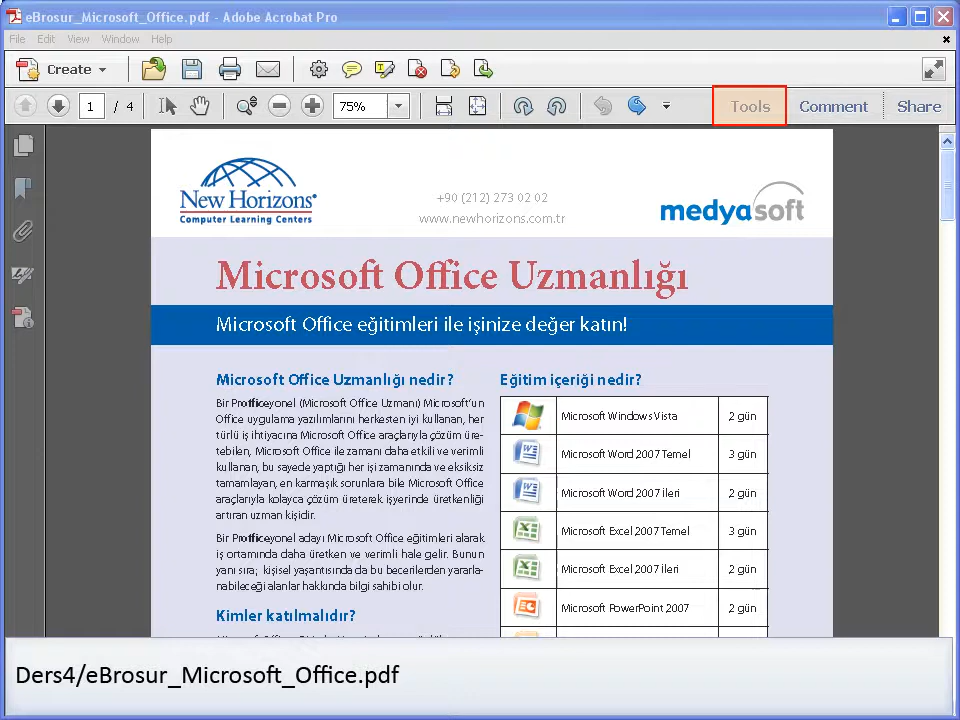 eBrosur_Microsoft_Office.pdf - Adobe Acrobat Pro
File Edit View Window Help
Create
1 / 4 75% Tools Comment Share
New Horizons
Computer Learning Centers
+90 (212) 273 02 02
www.newhorizons.com.tr
medyasoft
Microsoft Office Uzmanlığı
Microsoft Office eğitimleri ile işinize değer katın!
Microsoft Office Uzmanlığı nedir?
Bir Profficeyonel (Microsoft Office Uzmanı) Microsoft'un
Office uygulama yazılımlarını herkesten iyi kullanan, her
türlü iş ihtiyacına Microsoft Office araçlarıyla çözüm üre-
tebilen, Microsoft Office ile zamanı daha etkili ve verimli
kullanan, bu sayede yaptığı her işi zamanında ve eksiksiz
tamamlayan, en karmaşık sorunlara bile Microsoft Office
araçlarıyla kolayca çözüm üreterek işyerinde üretkenliği
artıran uzman kişidir.
Bir Profficeyonel adayı Microsoft Office eğitimleri alarak
iş ortamında daha üretken ve verimli hale gelir. Bunun
yanı sıra; kişisel yaşantısında da bu becerilerden yararla-
nabileceği alanlar hakkında bilgi sahibi olur.
Kimler katılmalıdır?
Eğitim içeriği nedir?
Microsoft Windows Vista 2 gün
Microsoft Word 2007 Temel 3 gün
Microsoft Word 2007 İleri 2 gün
Microsoft Excel 2007 Temel 3 gün
Microsoft Excel 2007 İleri 2 gün
Microsoft PowerPoint 2007 2 gün
Ders4/eBrosur_Microsoft_Office.pdf